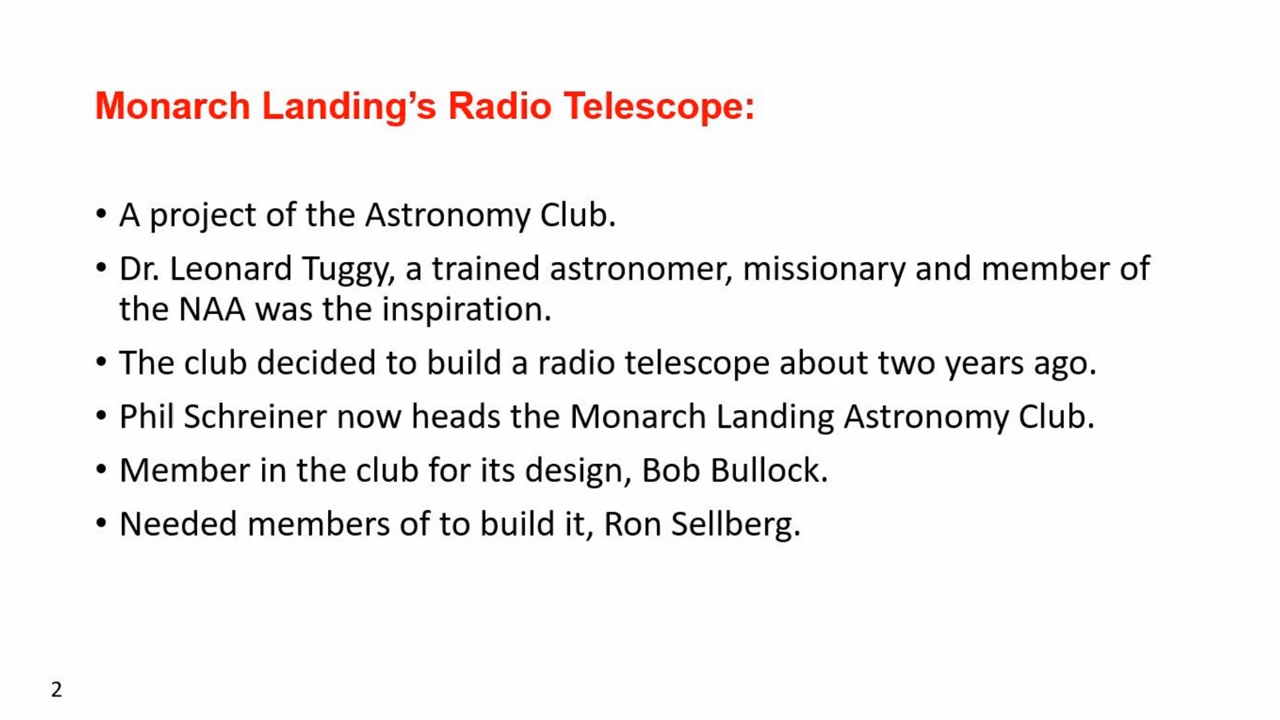 Monarch Landing’s Radio Telescope:
• A project of the Astronomy Club.
• Dr. Leonard Tuggy, a trained astronomer, missionary and member of
the NAA was the inspiration.
• The club decided to build a radio telescope about two years ago.
• Phil Schreiner now heads the Monarch Landing Astronomy Club.
• Member in the club for its design, Bob Bullock.
• Needed members of to build it, Ron Sellberg.
2